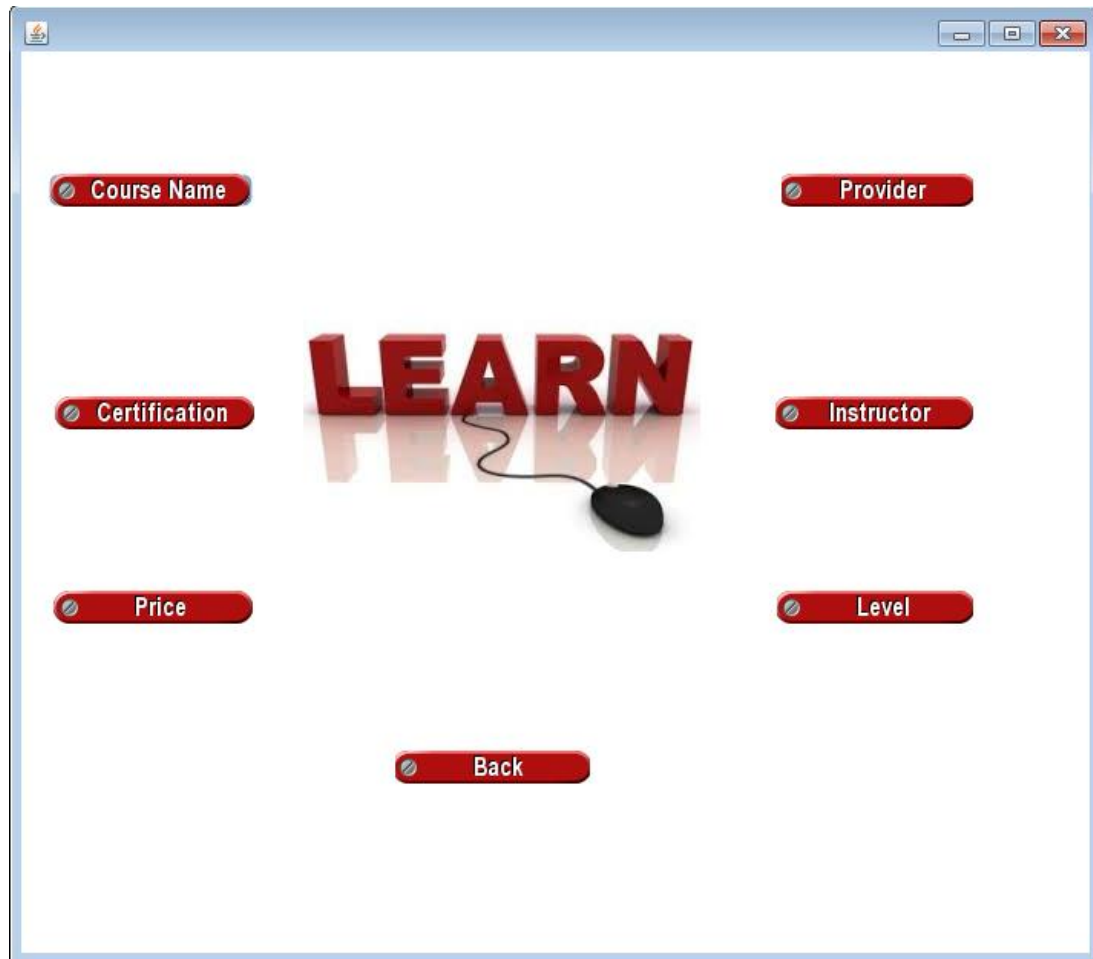 Course Name
Provider
LEARN
Certification
Instructor
Price
Level
Back